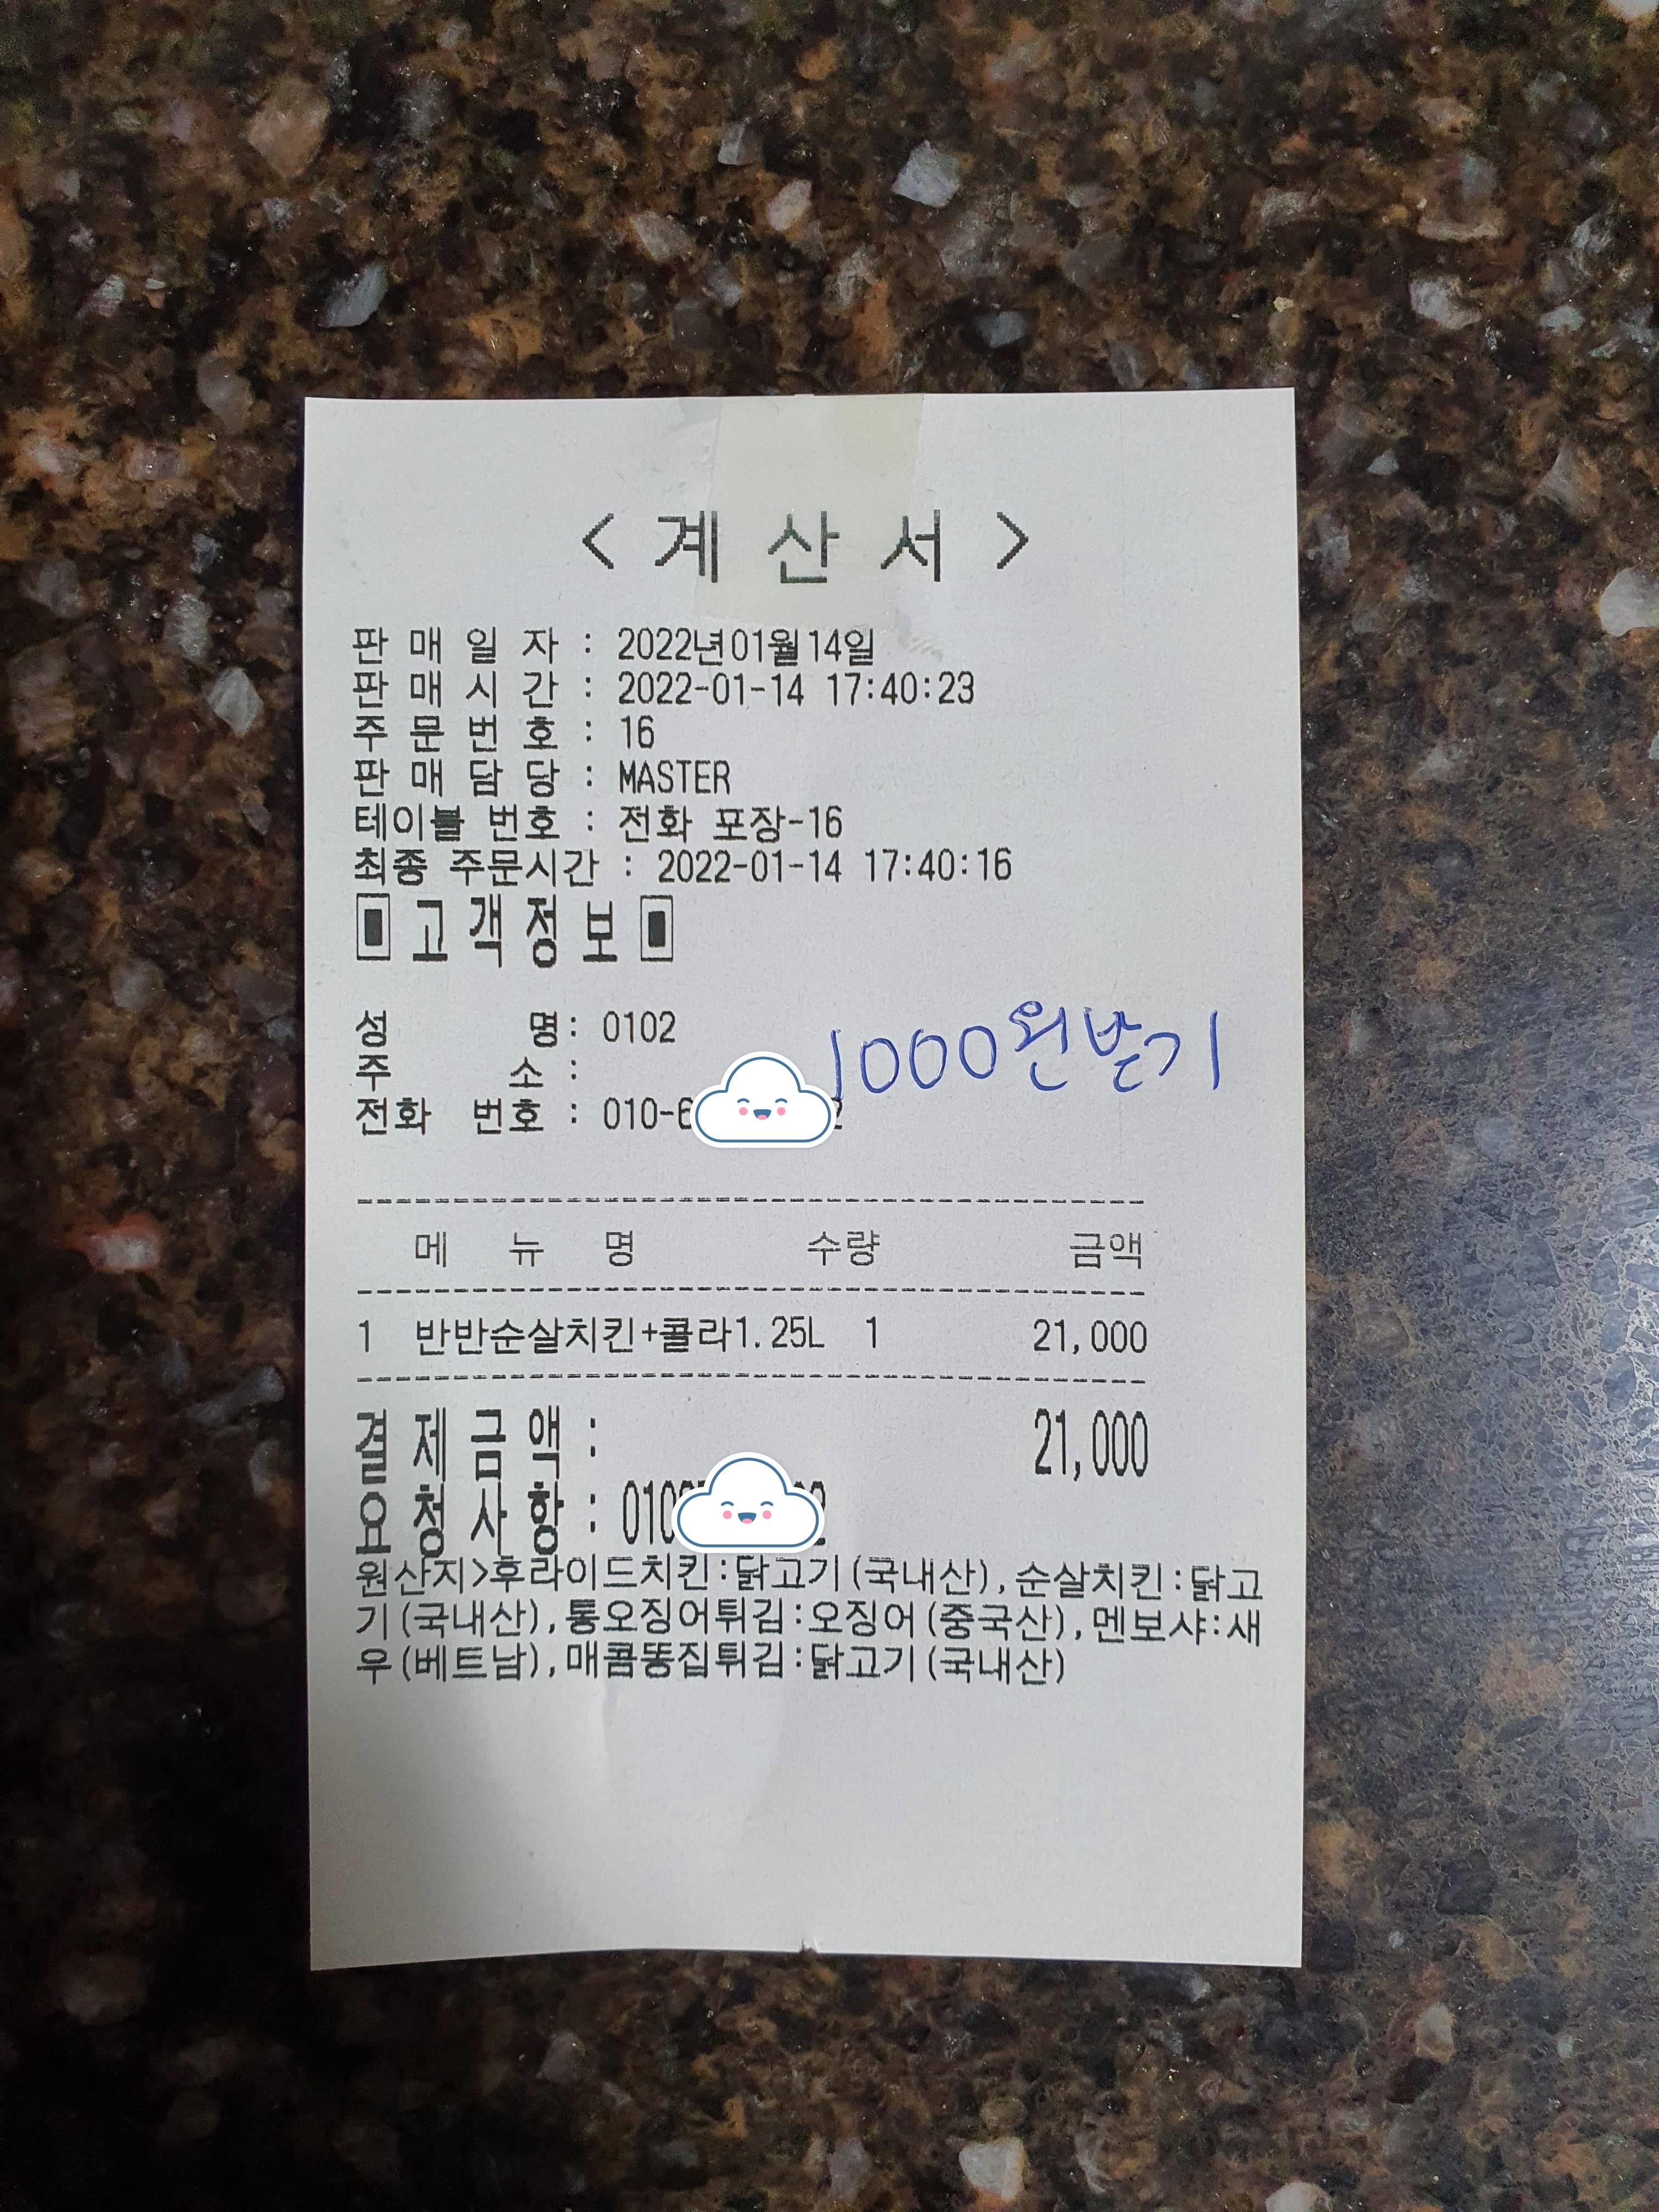 < 계 산 서 >
판 매 일 자 : 2022년01월14일
판 매 시 간 : 2022-01-14 17:40:23
주 문 번 호 : 16
판 매 담 당 : MASTER
테이블 번호 : 전화 포장-16
최종 주문시간 : 2022-01-14 17:40:16
고객정보
성 명: 0102
1000원받기
주 소 :
전화 번호 : 010-6 2
메 뉴 명 수량 금액
1 반반순살치킨+콜라1.25L 1 21,000
결제금액 : 21,000
요청사항 : 010 2
원산지>후라이드치킨:닭고기(국내산),순살치킨:닭고
기(국내산),통오징어튀김:오징어(중국산),멘보샤:새
우(베트남),매콤똥집튀김:닭고기(국내산)